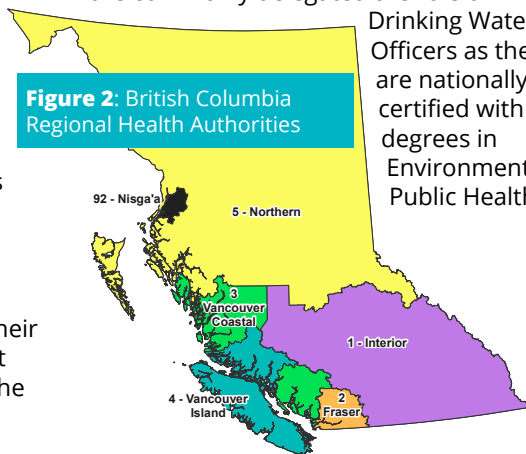 Drinking Wate
Officers as the
are nationally
certified with
degrees in
Environment
Public Health
Figure 2: British Columbia
Regional Health Authorities
s
92 - Nisga'a
5 - Northern
3
Vancouver
Coastal
1 - Interior
heir
t
he
4 - Vancouver
Island
2
Fraser